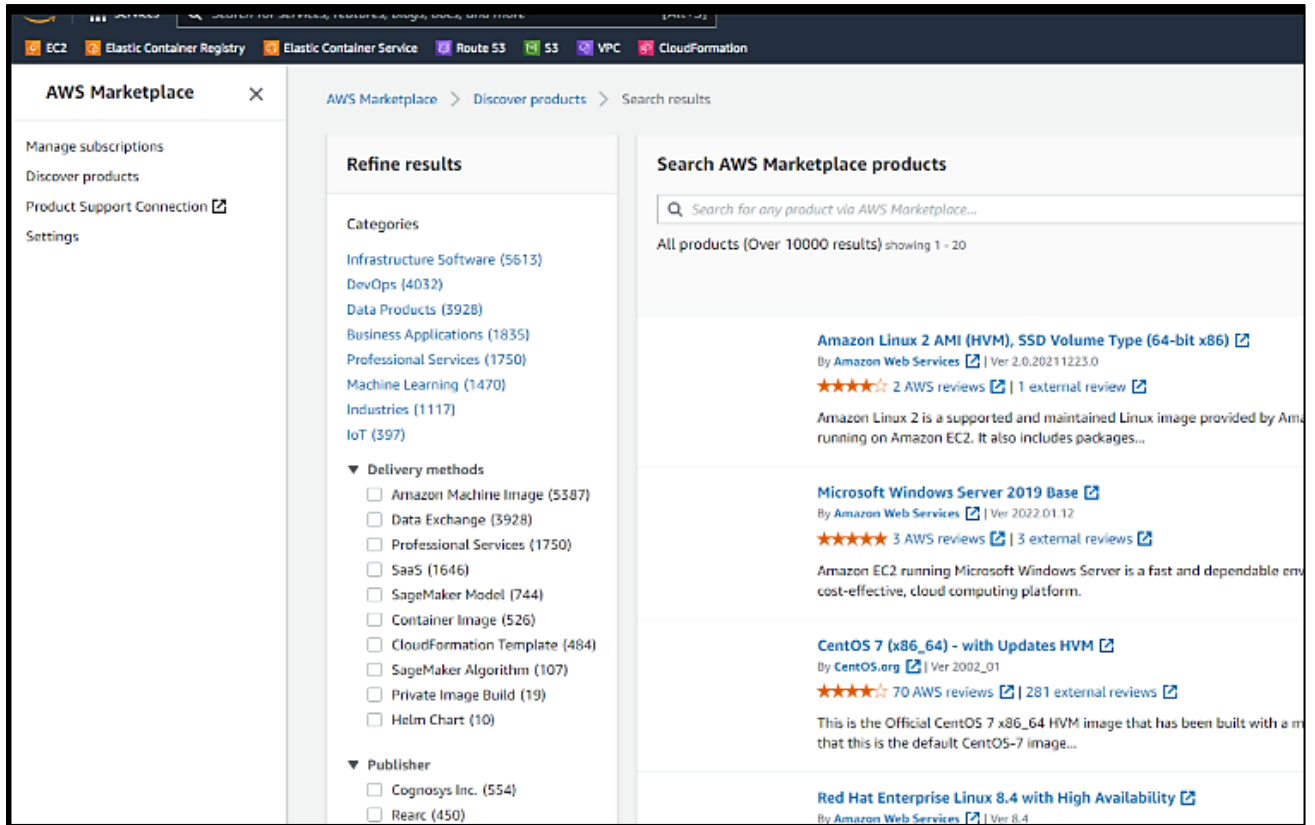 Services Search for services, features, blogs, docs, and more [Alt+S]
EC2 Elastic Container Registry Elastic Container Service Route 53 S3 VPC CloudFormation
AWS Marketplace
Manage subscriptions
Discover products
Product Support Connection
Settings
AWS Marketplace > Discover products > Search results
Refine results
Categories
Infrastructure Software (5613)
DevOps (4032)
Data Products (3928)
Business Applications (1835)
Professional Services (1750)
Machine Learning (1470)
Industries (1117)
IoT (397)
Delivery methods
Amazon Machine Image (5387)
Data Exchange (3928)
Professional Services (1750)
SaaS (1646)
SageMaker Model (744)
Container Image (526)
CloudFormation Template (484)
SageMaker Algorithm (107)
Private Image Build (19)
Helm Chart (10)
Publisher
Cognosys Inc. (554)
Rearc (450)
Search AWS Marketplace products
Search for any product via AWS Marketplace...
All products (Over 10000 results) showing 1 - 20
Amazon Linux 2 AMI (HVM), SSD Volume Type (64-bit x86)
By Amazon Web Services | Ver 2.0.20211223.0
2 AWS reviews | 1 external review
Amazon Linux 2 is a supported and maintained Linux image provided by Ama
running on Amazon EC2. It also includes packages...
Microsoft Windows Server 2019 Base
By Amazon Web Services | Ver 2022.01.12
3 AWS reviews | 3 external reviews
Amazon EC2 running Microsoft Windows Server is a fast and dependable env
cost-effective, cloud computing platform.
CentOS 7 (x86_64) - with Updates HVM
By CentOS.org | Ver 2002_01
70 AWS reviews | 281 external reviews
This is the Official CentOS 7 x86_64 HVM image that has been built with a m
that this is the default CentOS-7 image...
Red Hat Enterprise Linux 8.4 with High Availability
By Amazon Web Services | Ver 8.4